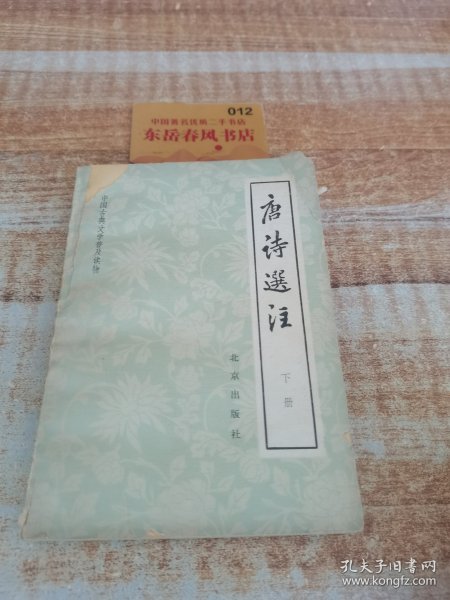 012
中国著名优质二手书店
东岳春风书店
中国古典文学普及读物
唐诗選注
下册
北京出版社
孔夫子旧书网
www.kongfz.com